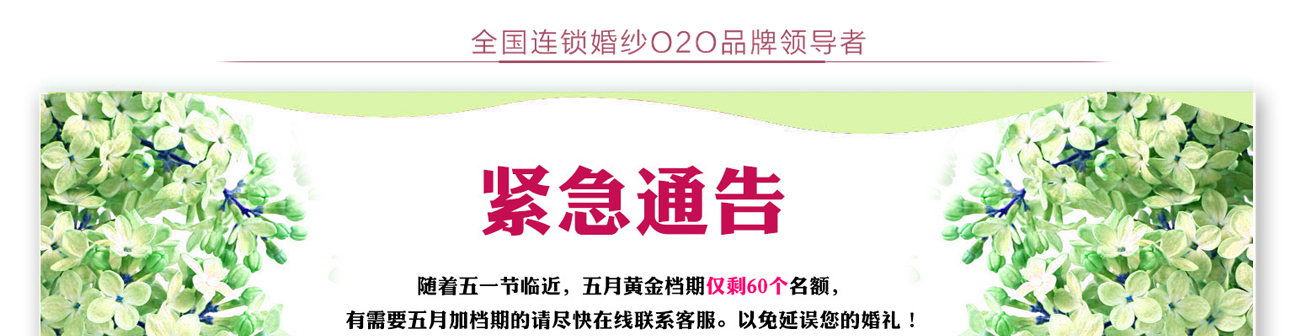 全国连锁婚纱O2O品牌领导者
紧急通告
随着五一节临近，五月黄金档期仅剩60个名额，
有需要五月加档期的请尽快在线联系客服。以免延误您的婚礼！